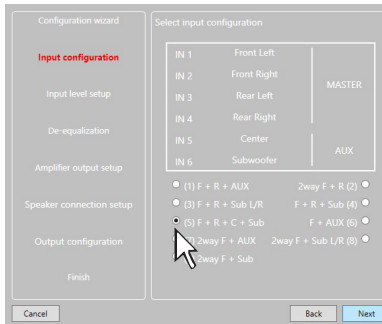 Configuration wizard
Input configuration
Input level setup
De-equalization
Amplifier output setup
Speaker connection setup
Output configuration
Finish
Select input configuration
IN 1 Front Left
IN 2 Front Right
IN 3 Rear Left
IN 4 Rear Right
MASTER
IN 5 Center
IN 6 Subwoofer
AUX
(1) F + R + AUX 2way F + R (2)
(3) F + R + Sub L/R F + R + Sub (4)
(5) F + R + C + Sub F + AUX (6)
2way F + AUX 2way F + Sub L/R (8)
2way F + Sub
Cancel Back Next